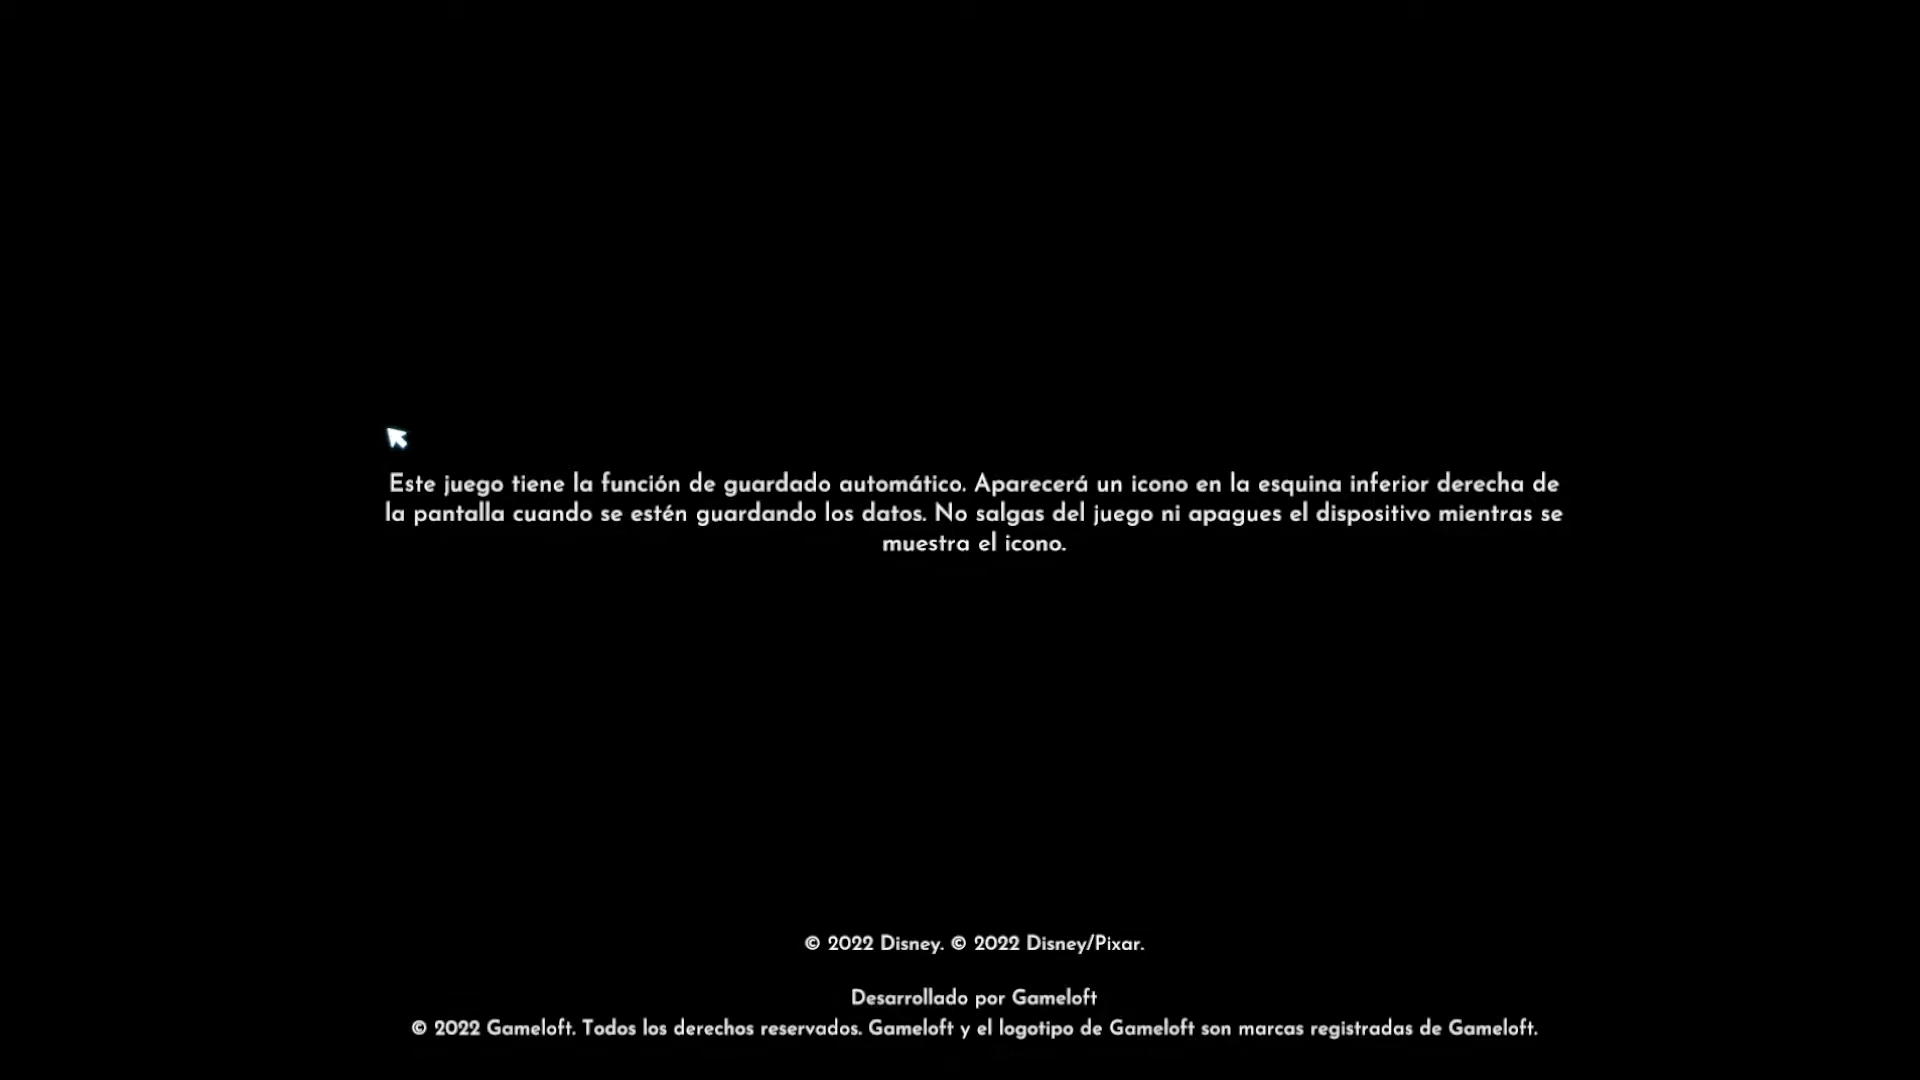 Este juego tiene la función de guardado automático. Aparecerá un icono en la esquina inferior derecha de
la pantalla cuando se estén guardando los datos. No salgas del juego ni apagues el dispositivo mientras se
muestra el icono.
© 2022 Disney. © 2022 Disney/Pixar.
Desarrollado por Gameloft
© 2022 Gameloft. Todos los derechos reservados. Gameloft y el logotipo de Gameloft son marcas registradas de Gameloft.